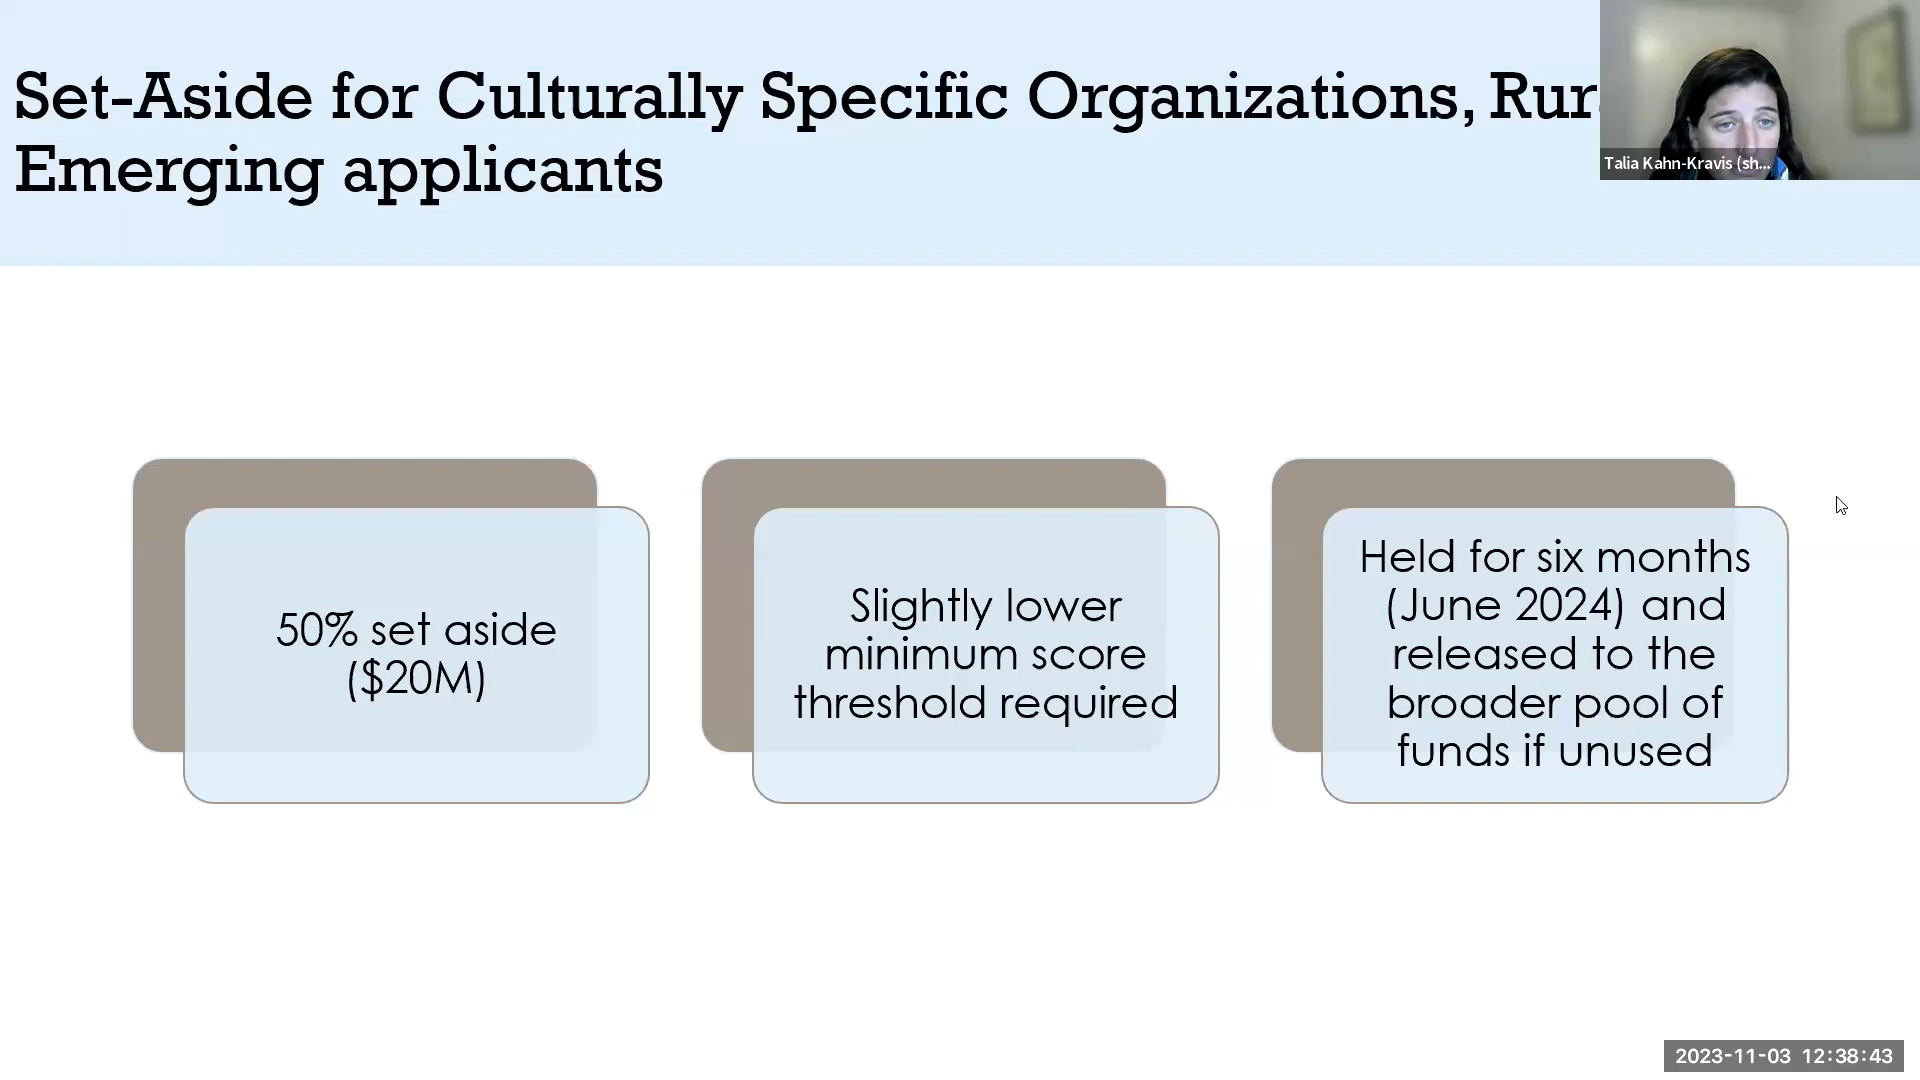 Set-Aside for Culturally Specific Organizations,
Emerging applicants
Talia Kahn-Kravis (sh...
50% set aside
($20M)
Slightly lower
minimum score
threshold required
Held for six months
(June 2024) and
released to the
broader pool of
funds if unused
2023-11-03 12:38:43